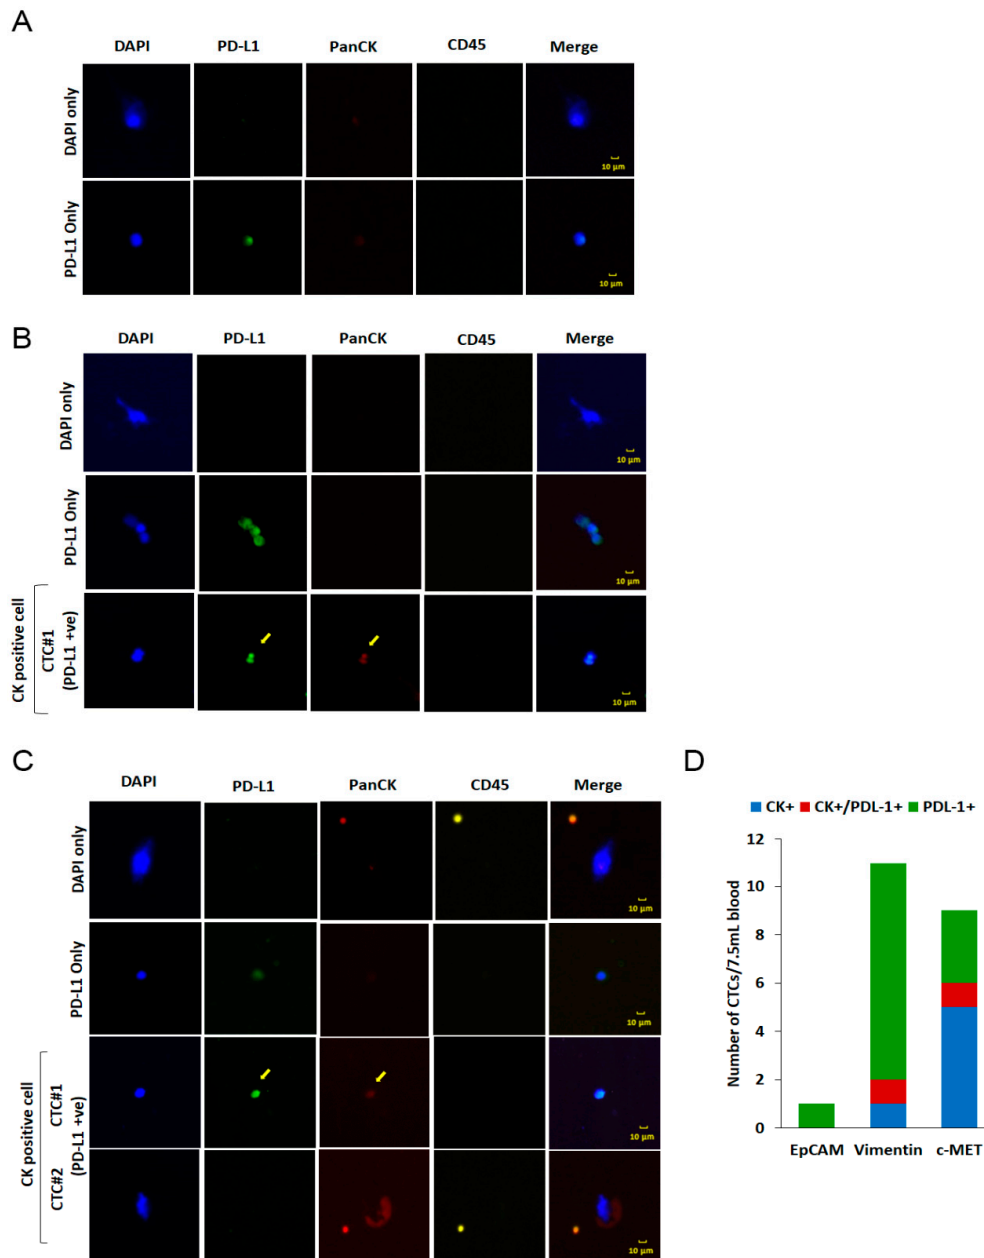 A
DAPI PD-L1 PanCK CD45 Merge
DAPI only
10 µm
PD-L1 Only
10 µm
B
DAPI PD-L1 PanCK CD45 Merge
DAPI only
10 µm
PD-L1 Only
10 µm
CK positive cell
CTC#1
(PD-L1 +ve)
10 µm
C
DAPI PD-L1 PanCK CD45 Merge
DAPI only
10 µm
PD-L1 Only
10 µm
CK positive cell
CTC#1
(PD-L1 +ve)
10 µm
CTC#2
10 µm
D
CK+ CK+/PDL-1+ PDL-1+
Number of CTCs/7.5mL blood
12
10
8
6
4
2
0
EpCAM Vimentin c-MET